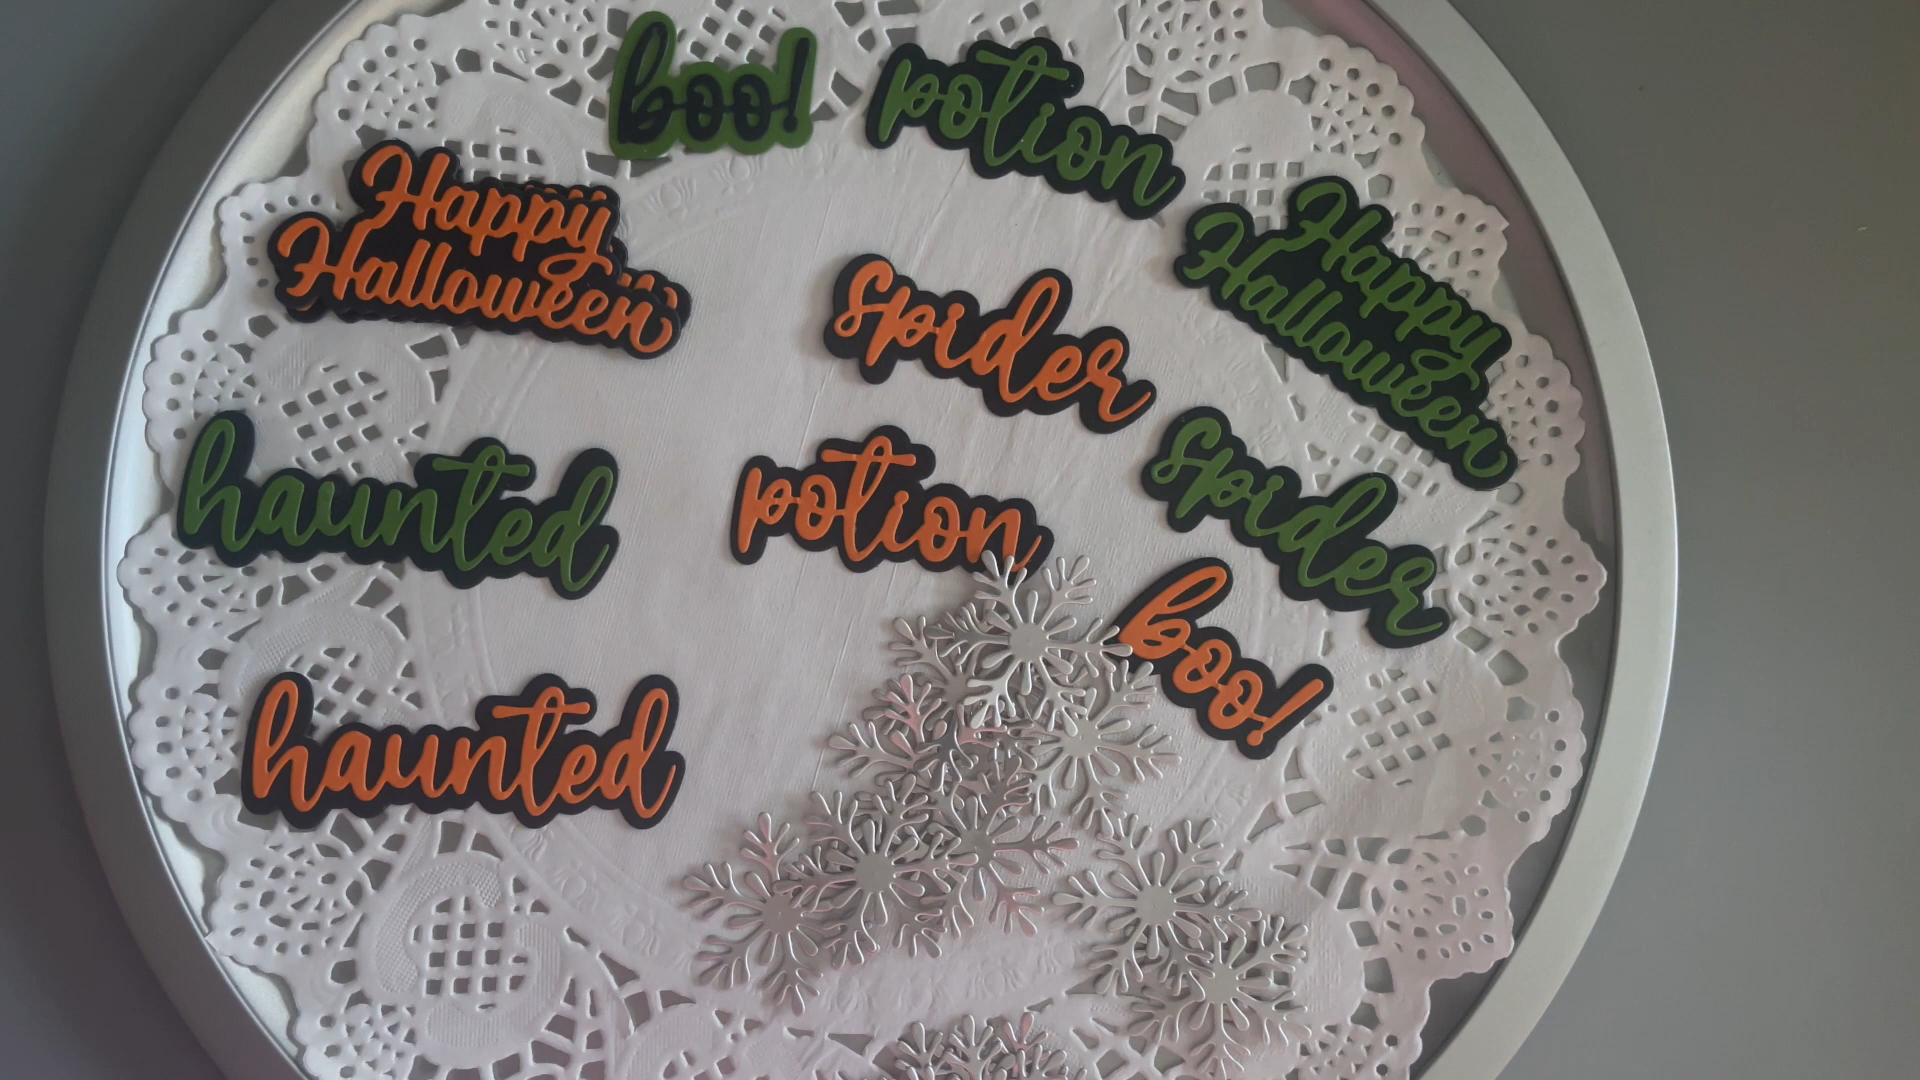 boo!
potion
Happy
Halloween
Happy
Halloween
spider
haunted
potion
spider
boo!
haunted